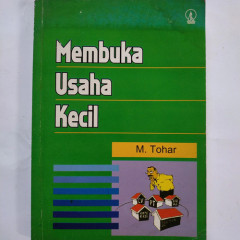 Membuka
Usaha
Kecil
M. Tohar